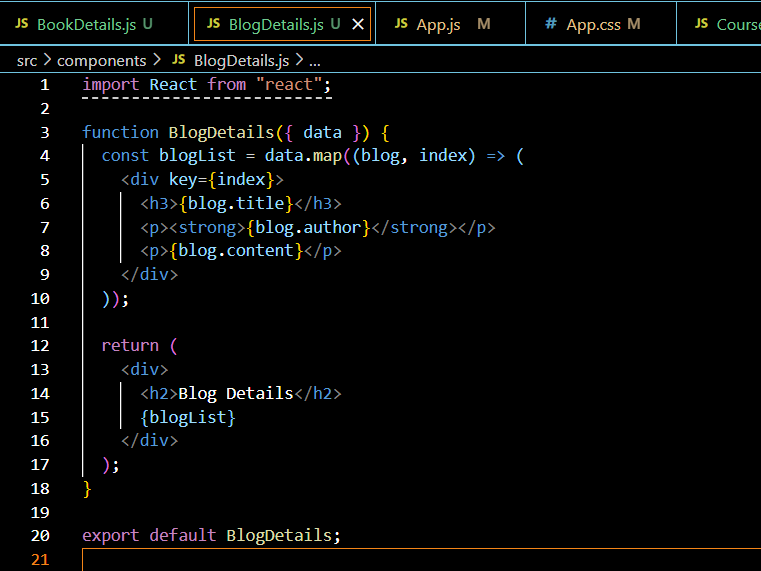 JS BookDetails.js U JS BlogDetails.js U × JS App.js M # App.css M JS Course
src > components > JS BlogDetails.js > ...
1 import React from "react";
2
3 function BlogDetails({ data }) {
4 const blogList = data.map((blog, index) => (
5 <div key={index}>
6 <h3>{blog.title}</h3>
7 <p><strong>{blog.author}</strong></p>
8 <p>{blog.content}</p>
9 </div>
10 ));
11
12 return (
13 <div>
14 <h2>Blog Details</h2>
15 {blogList}
16 </div>
17 );
18 }
19
20 export default BlogDetails;
21